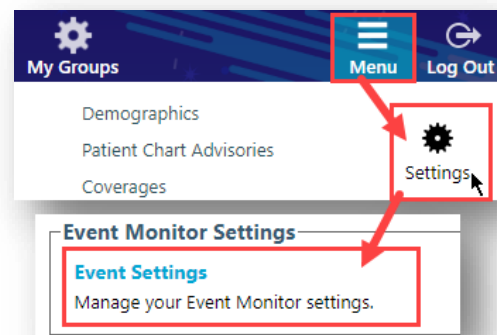 My Groups
Menu
Log Out
Demographics
Patient Chart Advisories
Coverages
Settings
Event Monitor Settings
Event Settings
Manage your Event Monitor settings.